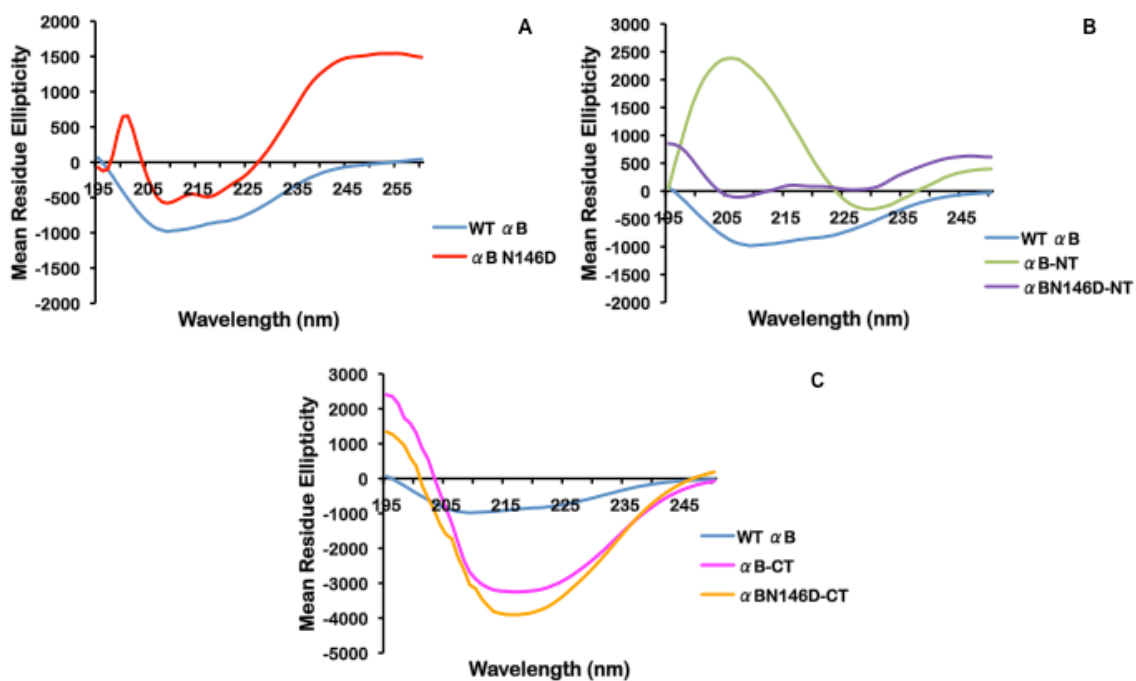 A
Mean Residue Ellipticity
2000
1500
1000
500
0
-500
-1000
-1500
-2000
195 205 215 225 235 245 255
WT αB
αB N146D
Wavelength (nm)
B
Mean Residue Ellipticity
3000
2500
2000
1500
1000
500
0
-500
-1000
-1500
-2000
195 205 215 225 235 245
WT αB
αB-NT
αBN146D-NT
Wavelength (nm)
C
Mean Residue Ellipticity
3000
2000
1000
0
-1000
-2000
-3000
-4000
-5000
195 205 215 225 235 245
WT αB
αB-CT
αBN146D-CT
Wavelength (nm)